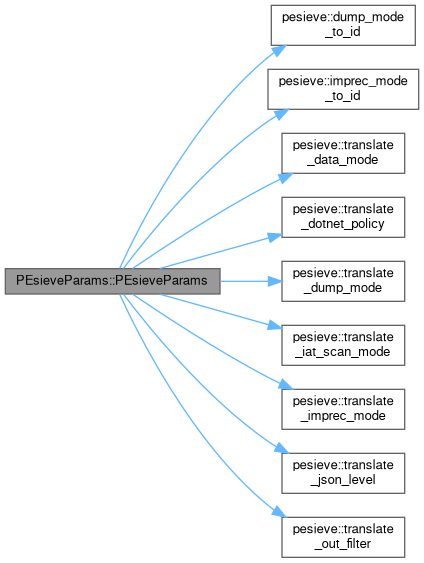 pesieve::dump_mode
_to_id
pesieve::imprec_mode
_to_id
pesieve::translate
_data_mode
pesieve::translate
_dotnet_policy
PEsieveParams::PEsieveParams
pesieve::translate
_dump_mode
pesieve::translate
_iat_scan_mode
pesieve::translate
_imprec_mode
pesieve::translate
_json_level
pesieve::translate
_out_filter